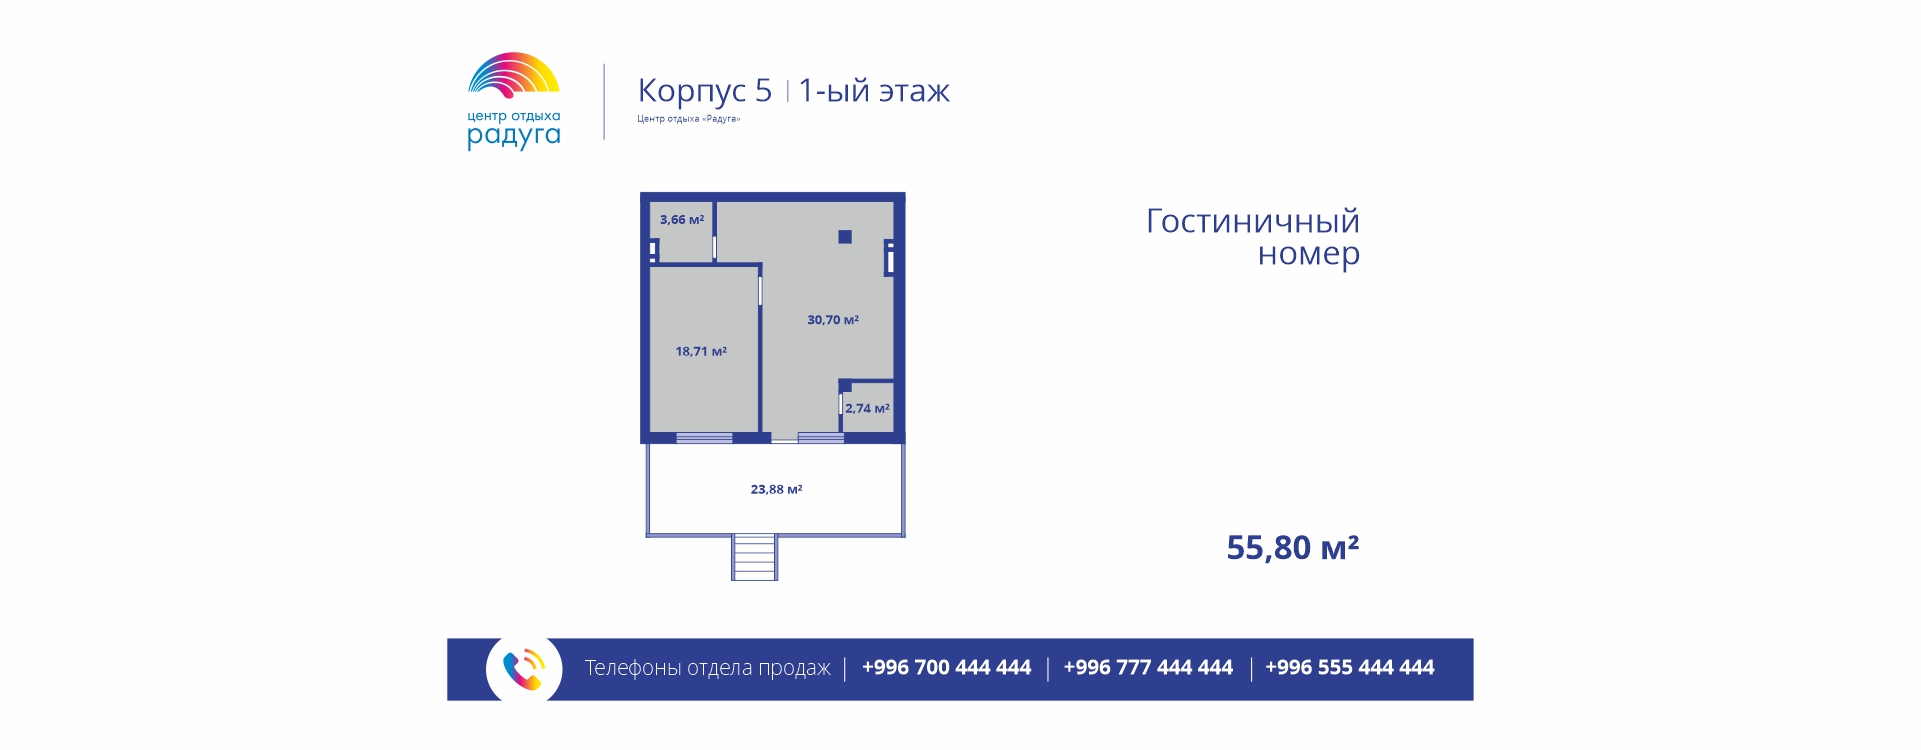 центр отдыха
радуга
Корпус 5 | 1-ый этаж
Центр отдыха «Радуга»
Гостиничный
номер
3,66 м²
30,70 м²
18,71 м²
2,74 м²
23,88 м²
55,80 м²
Телефоны отдела продаж | +996 700 444 444 | +996 777 444 444 | +996 555 444 444